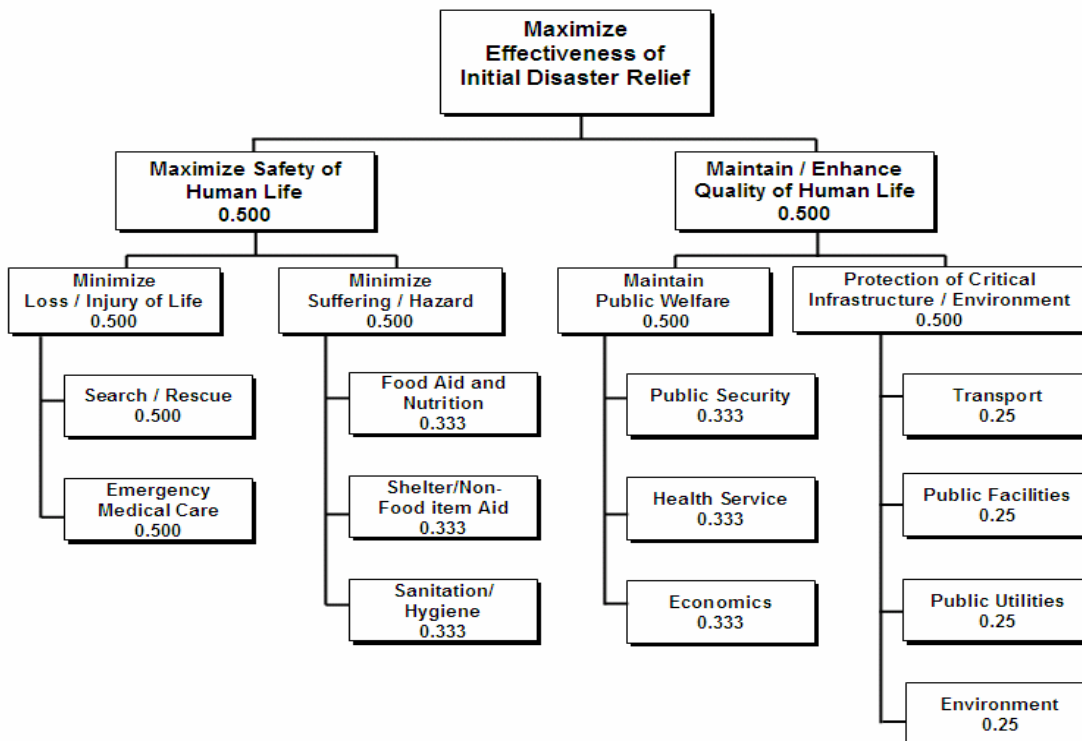 Maximize
Effectiveness of
Initial Disaster Relief
Maximize Safety of
Human Life
0.500
Maintain / Enhance
Quality of Human Life
0.500
Minimize
Loss / Injury of Life
0.500
Minimize
Suffering / Hazard
0.500
Maintain
Public Welfare
0.500
Protection of Critical
Infrastructure / Environment
0.500
Search / Rescue
0.500
Emergency
Medical Care
0.500
Food Aid and
Nutrition
0.333
Shelter/Non-
Food item Aid
0.333
Sanitation/
Hygiene
0.333
Public Security
0.333
Health Service
0.333
Economics
0.333
Transport
0.25
Public Facilities
0.25
Public Utilities
0.25
Environment
0.25